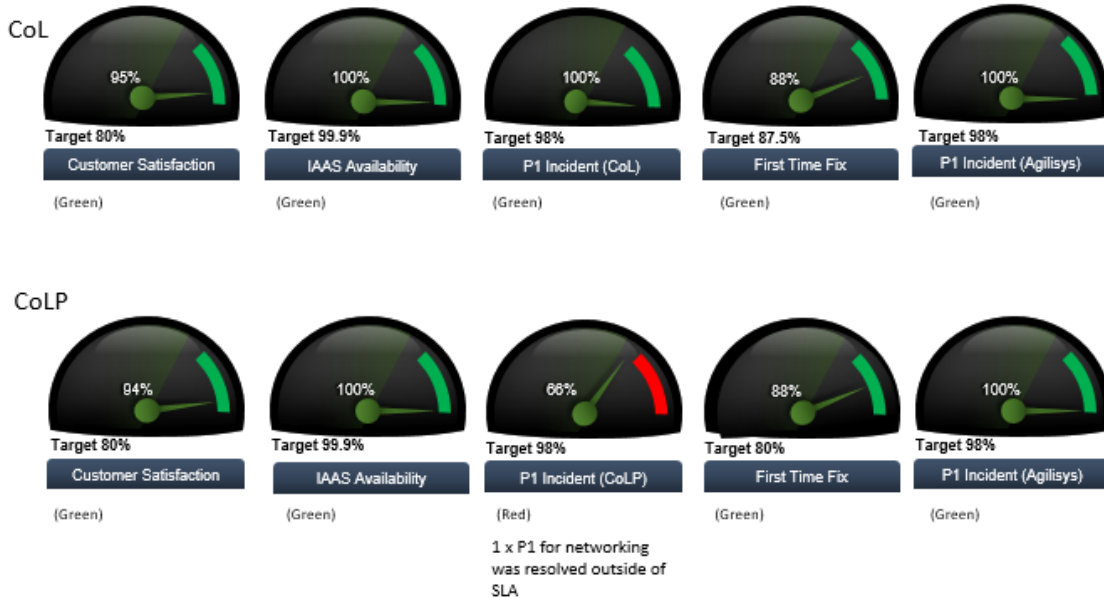 CoL
95% 100% 100% 88% 100%
Target 80% Target 99.9% Target 98% Target 87.5% Target 98%
Customer Satisfaction IAAS Availability P1 Incident (CoL) First Time Fix P1 Incident (Agilisys)
(Green) (Green) (Green) (Green) (Green)
CoLP
94% 100% 66% 88% 100%
Target 80% Target 99.9% Target 98% Target 80% Target 98%
Customer Satisfaction IAAS Availability P1 Incident (CoLP) First Time Fix P1 Incident (Agilisys)
(Green) (Green) (Red) (Green) (Green)
1 x P1 for networking
was resolved outside of
SLA